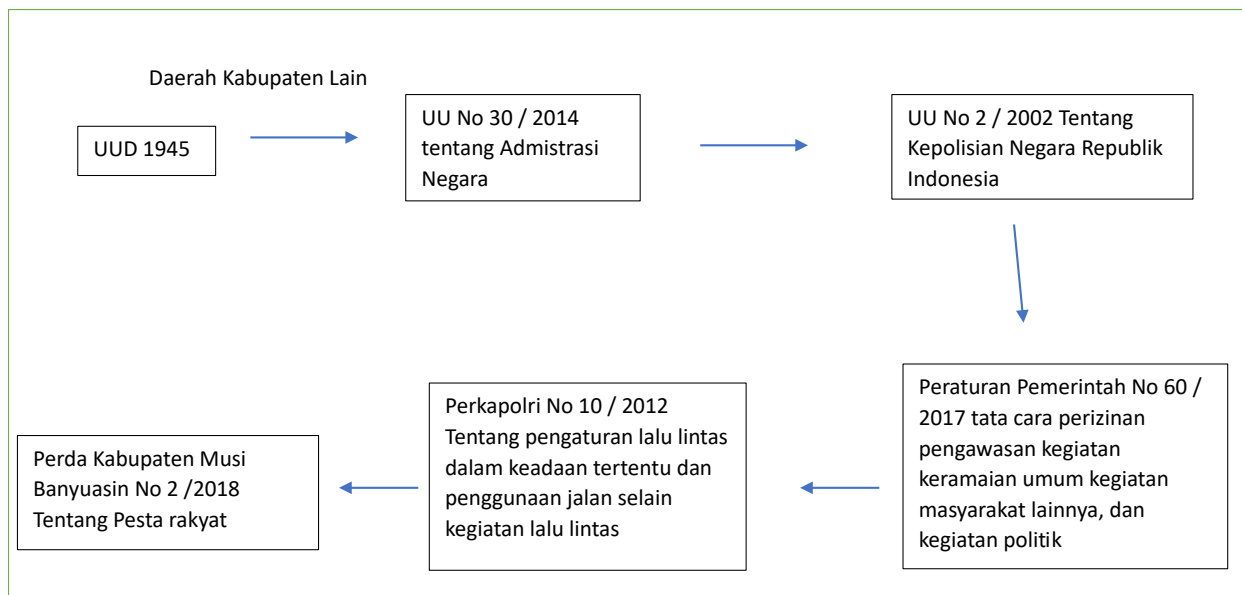 Daerah Kabupaten Lain
UUD 1945
UU No 30 / 2014
tentang Admistrasi
Negara
UU No 2 / 2002 Tentang
Kepolisian Negara Republik
Indonesia
Peraturan Pemerintah No 60 /
2017 tata cara perizinan
pengawasan kegiatan
keramaian umum kegiatan
masyarakat lainnya, dan
kegiatan politik
Perkapolri No 10 / 2012
Tentang pengaturan lalu lintas
dalam keadaan tertentu dan
penggunaan jalan selain
kegiatan lalu lintas
Perda Kabupaten Musi
Banyuasin No 2 /2018
Tentang Pesta rakyat